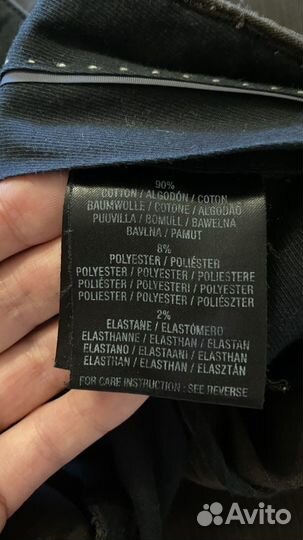 90%
COTTON / ALGODÓN / COTON
BAUMWOLLE / COTONE / ALGODÃO
PUUVILLA / BOMULL / BAWEŁNA
BAVLNA / PAMUT
8%
POLYESTER / POLIÉSTER
POLYESTER / POLYESTER / POLIESTERE
POLIÉSTER / POLYESTERI / POLYESTER
POLIESTER / POLYESTER / POLIÉSZTER
2%
ELASTANE / ELASTÓMERO
ELASTHANNE / ELASTHAN / ELASTAN
ELASTANO / ELASTAANI / ELASTHAN
ELASTHAN / ELASTHAN / ELASZTÁN
FOR CARE INSTRUCTION : SEE REVERSE
Avito